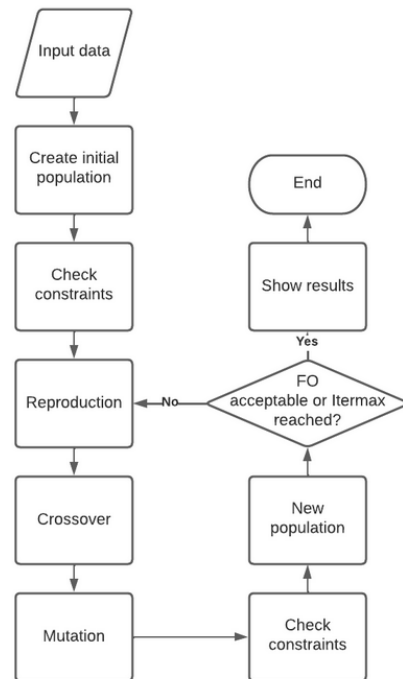 Input data
Create initial
population
Check
constraints
Reproduction
Crossover
Mutation
Check
constraints
New
population
FO
acceptable or Itermax
reached?
No
Yes
Show results
End